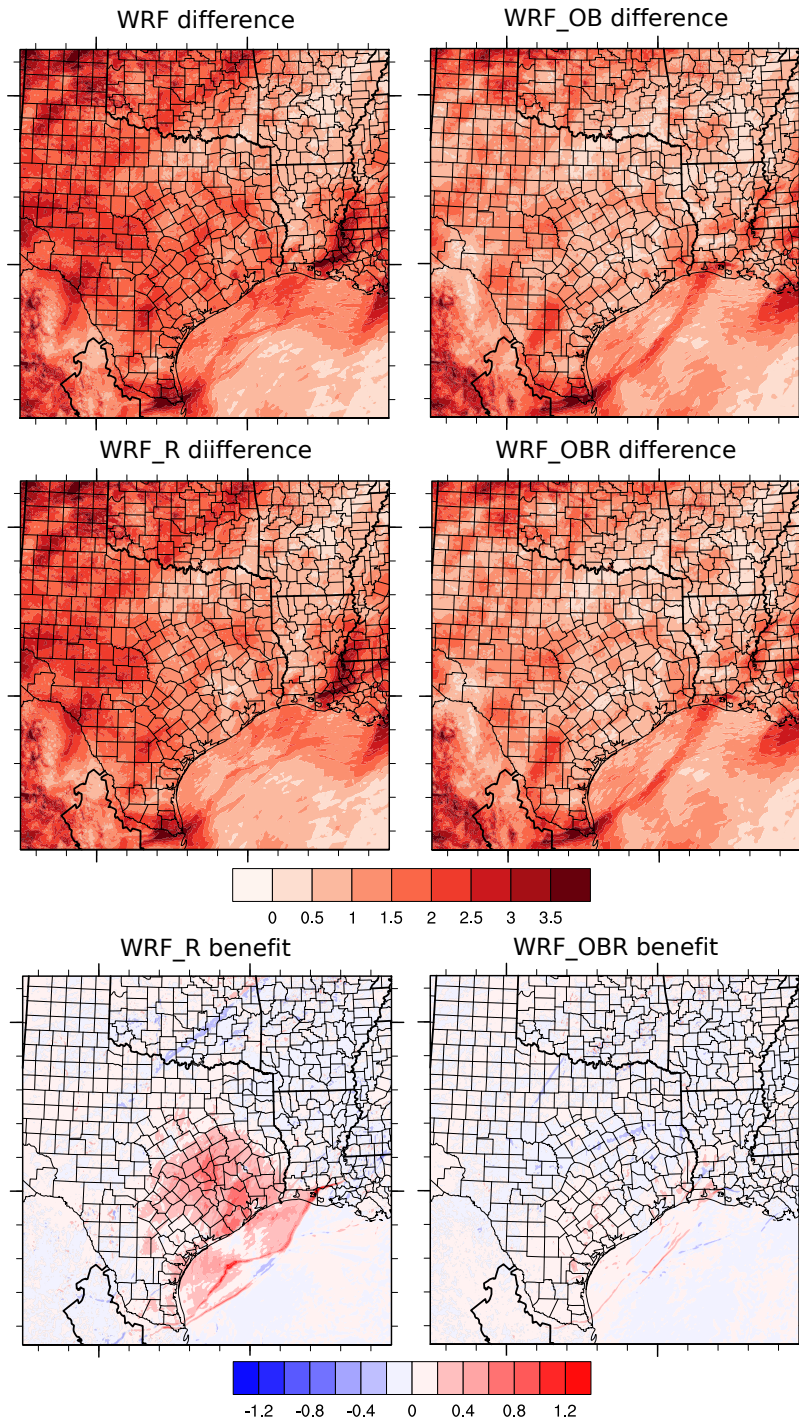 WRF difference WRF_OB difference
WRF_R diifference WRF_OBR difference
0 0.5 1 1.5 2 2.5 3 3.5
WRF_R benefit WRF_OBR benefit
-1.2 -0.8 -0.4 0 0.4 0.8 1.2